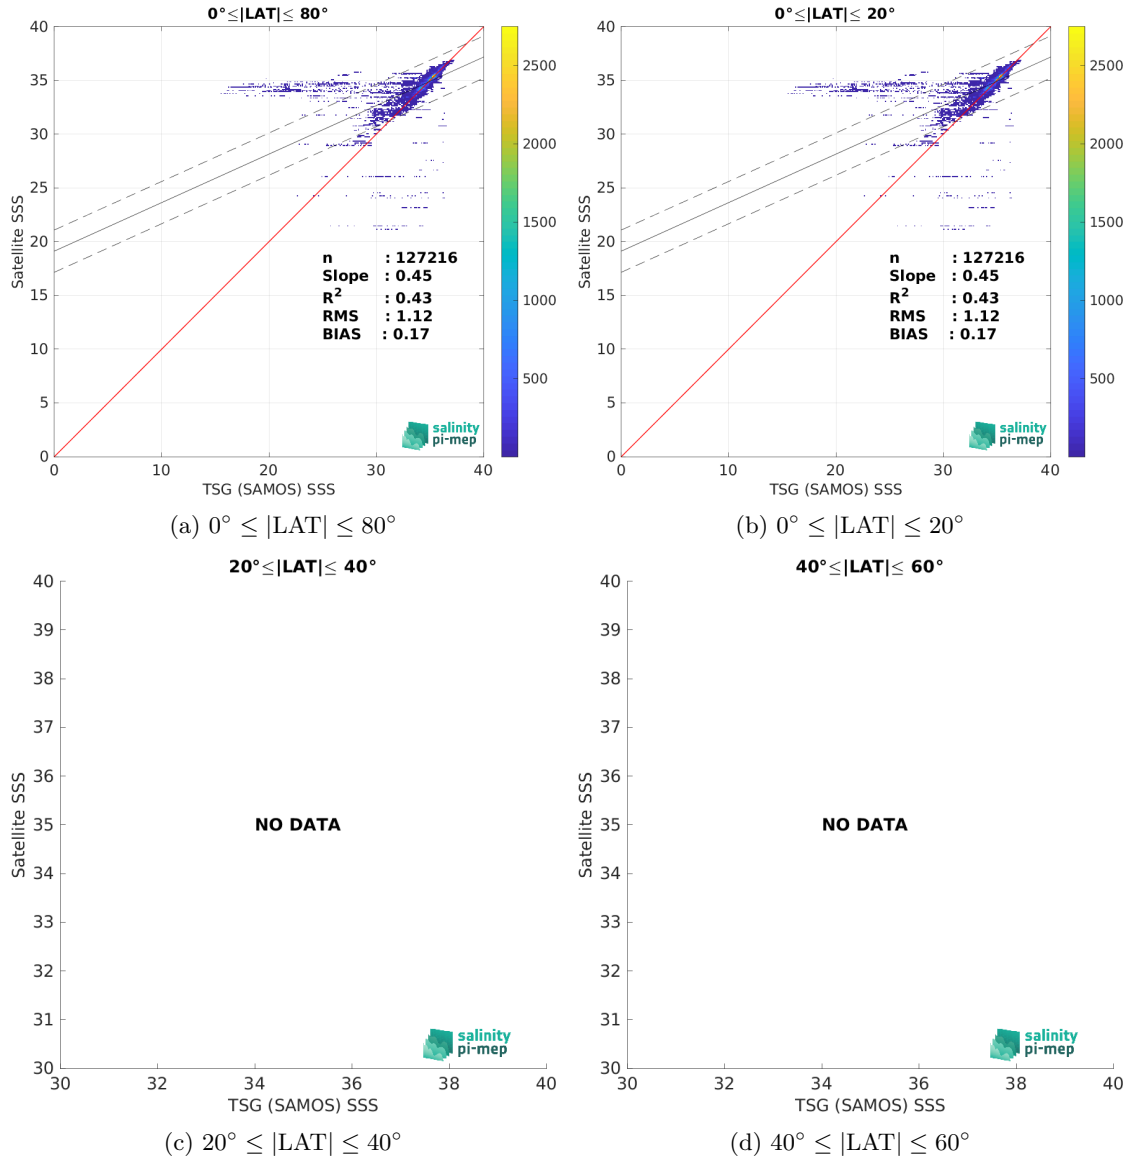 0°≤|LAT|≤ 80°
40
35
30
25
20
15
10
5
0
Satellite SSS
n : 127216
Slope : 0.45
R² : 0.43
RMS : 1.12
BIAS : 0.17
salinity
pi-mep
0 10 20 30 40
TSG (SAMOS) SSS
2500
2000
1500
1000
500
(a) 0° ≤ |LAT| ≤ 80°
0°≤|LAT|≤ 20°
40
35
30
25
20
15
10
5
0
Satellite SSS
n : 127216
Slope : 0.45
R² : 0.43
RMS : 1.12
BIAS : 0.17
salinity
pi-mep
0 10 20 30 40
TSG (SAMOS) SSS
2500
2000
1500
1000
500
(b) 0° ≤ |LAT| ≤ 20°
20°≤|LAT|≤ 40°
40
39
38
37
36
35
34
33
32
31
30
Satellite SSS
NO DATA
salinity
pi-mep
30 32 34 36 38 40
TSG (SAMOS) SSS
(c) 20° ≤ |LAT| ≤ 40°
40°≤|LAT|≤ 60°
40
39
38
37
36
35
34
33
32
31
30
Satellite SSS
NO DATA
salinity
pi-mep
30 32 34 36 38 40
TSG (SAMOS) SSS
(d) 40° ≤ |LAT| ≤ 60°